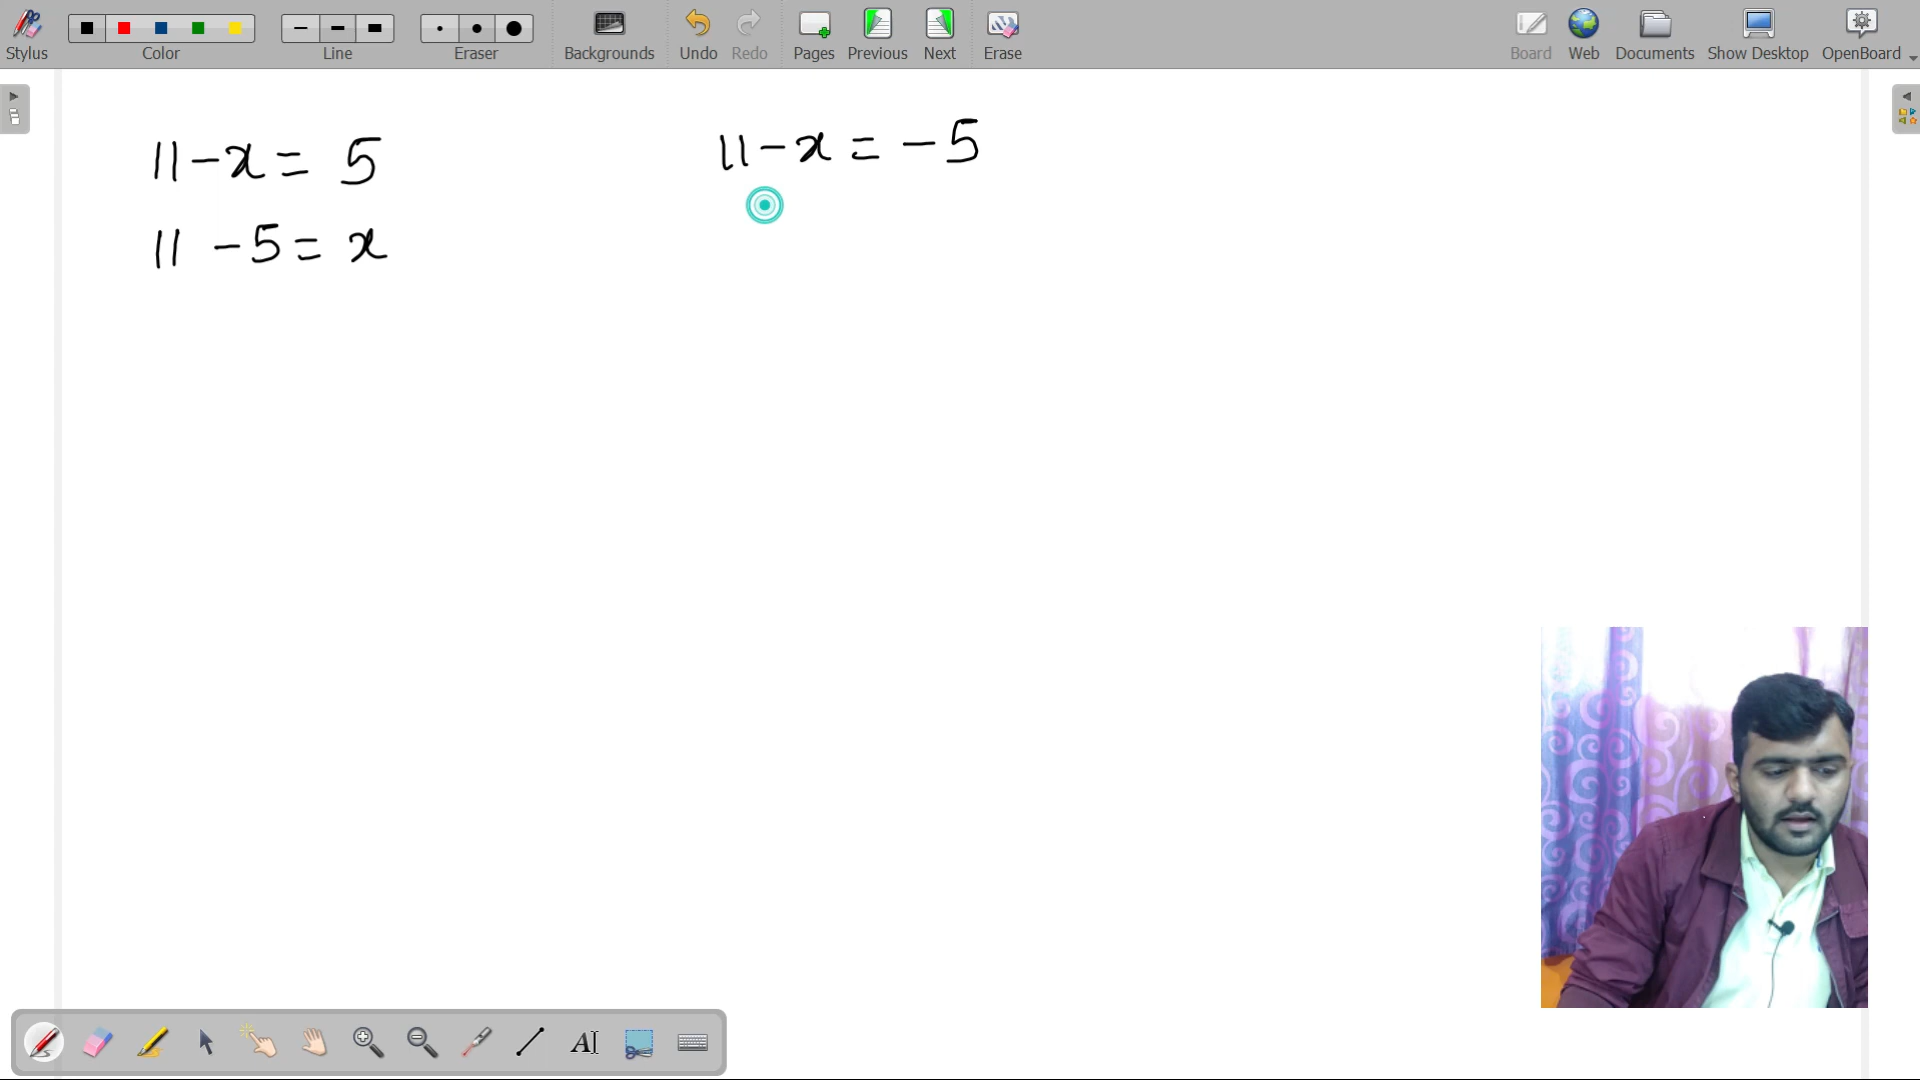 Stylus Color Line Eraser Backgrounds Undo Redo Pages Previous Next Erase Board Web Documents Show Desktop OpenBoard
11 - x = 5
11 - x = - 5
11 - 5 = x